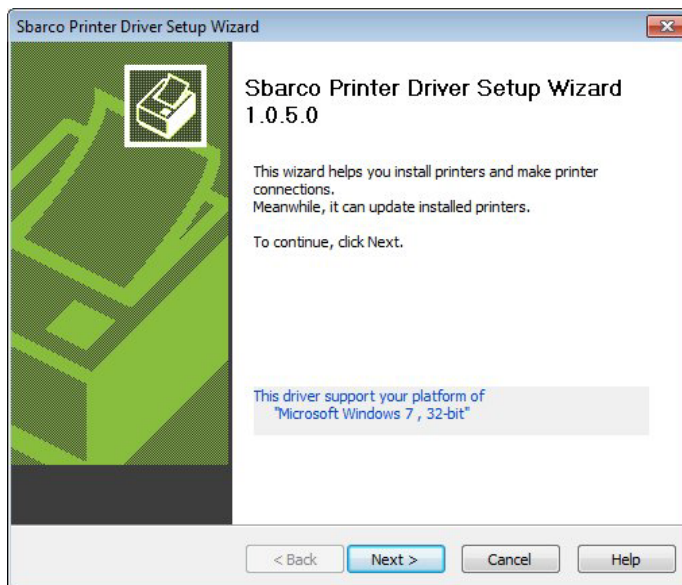 Sbarco Printer Driver Setup Wizard
Sbarco Printer Driver Setup Wizard
1.0.5.0
This wizard helps you install printers and make printer
connections.
Meanwhile, it can update installed printers.
To continue, click Next.
This driver support your platform of
"Microsoft Windows 7 , 32-bit"
< Back
Next >
Cancel
Help